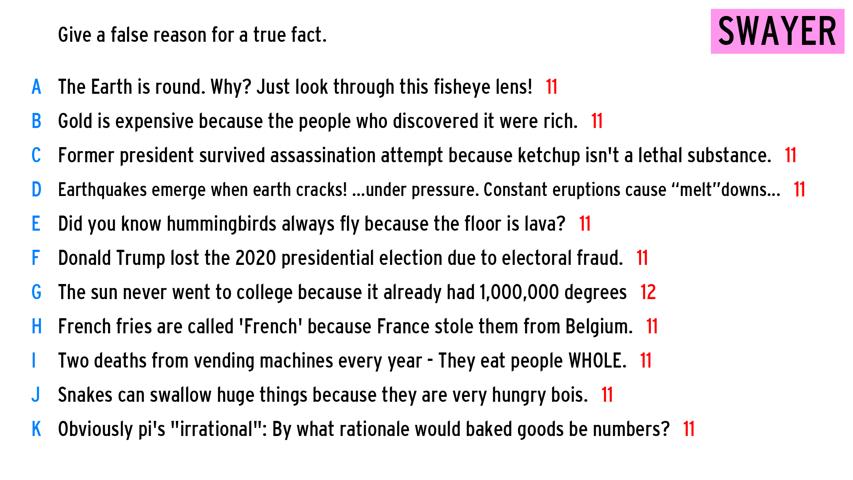 Give a false reason for a true fact.
SWAYER
A The Earth is round. Why? Just look through this fisheye lens! 11
B Gold is expensive because the people who discovered it were rich. 11
C Former president survived assassination attempt because ketchup isn't a lethal substance. 11
D Earthquakes emerge when earth cracks! ...under pressure. Constant eruptions cause “melt”downs... 11
E Did you know hummingbirds always fly because the floor is lava? 11
F Donald Trump lost the 2020 presidential election due to electoral fraud. 11
G The sun never went to college because it already had 1,000,000 degrees 12
H French fries are called 'French' because France stole them from Belgium. 11
I Two deaths from vending machines every year - They eat people WHOLE. 11
J Snakes can swallow huge things because they are very hungry bois. 11
K Obviously pi's "irrational": By what rationale would baked goods be numbers? 11